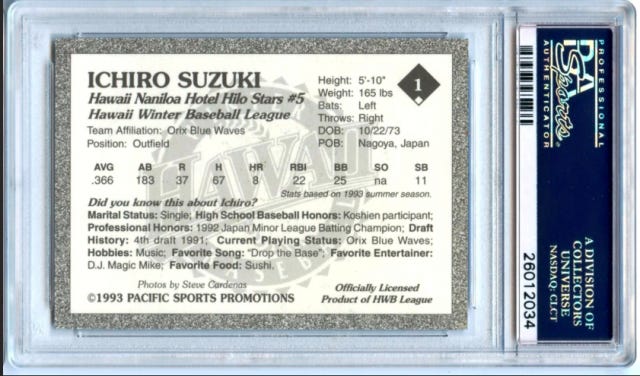 ICHIRO SUZUKI
Hawaii Naniloa Hotel Hilo Stars #5
Hawaii Winter Baseball League
Team Affiliation: Orix Blue Waves
Position: Outfield
Height: 5'-10"
Weight: 165 lbs
Bats: Left
Throws: Right
DOB: 10/22/73
POB: Nagoya, Japan
1
AVG AB R H HR RBI BB SO SB
.366 183 37 67 8 22 25 na 11
Stats based on 1993 summer season.
Did you know this about Ichiro?
Marital Status: Single; High School Baseball Honors: Koshien participant;
Professional Honors: 1992 Japan Minor League Batting Champion; Draft
History: 4th draft 1991; Current Playing Status: Orix Blue Waves;
Hobbies: Music; Favorite Song: "Drop the Base"; Favorite Entertainer:
D.J. Magic Mike; Favorite Food: Sushi.
Photos by Steve Cardenas
©1993 PACIFIC SPORTS PROMOTIONS
Officially Licensed
Product of HWB League
HAWAII
PROFESSIONAL
SPORTS
AUTHENTICATOR
PSA
A DIVISION OF
COLLECTORS
UNIVERSE
NASDAQ: CLCT
26012034